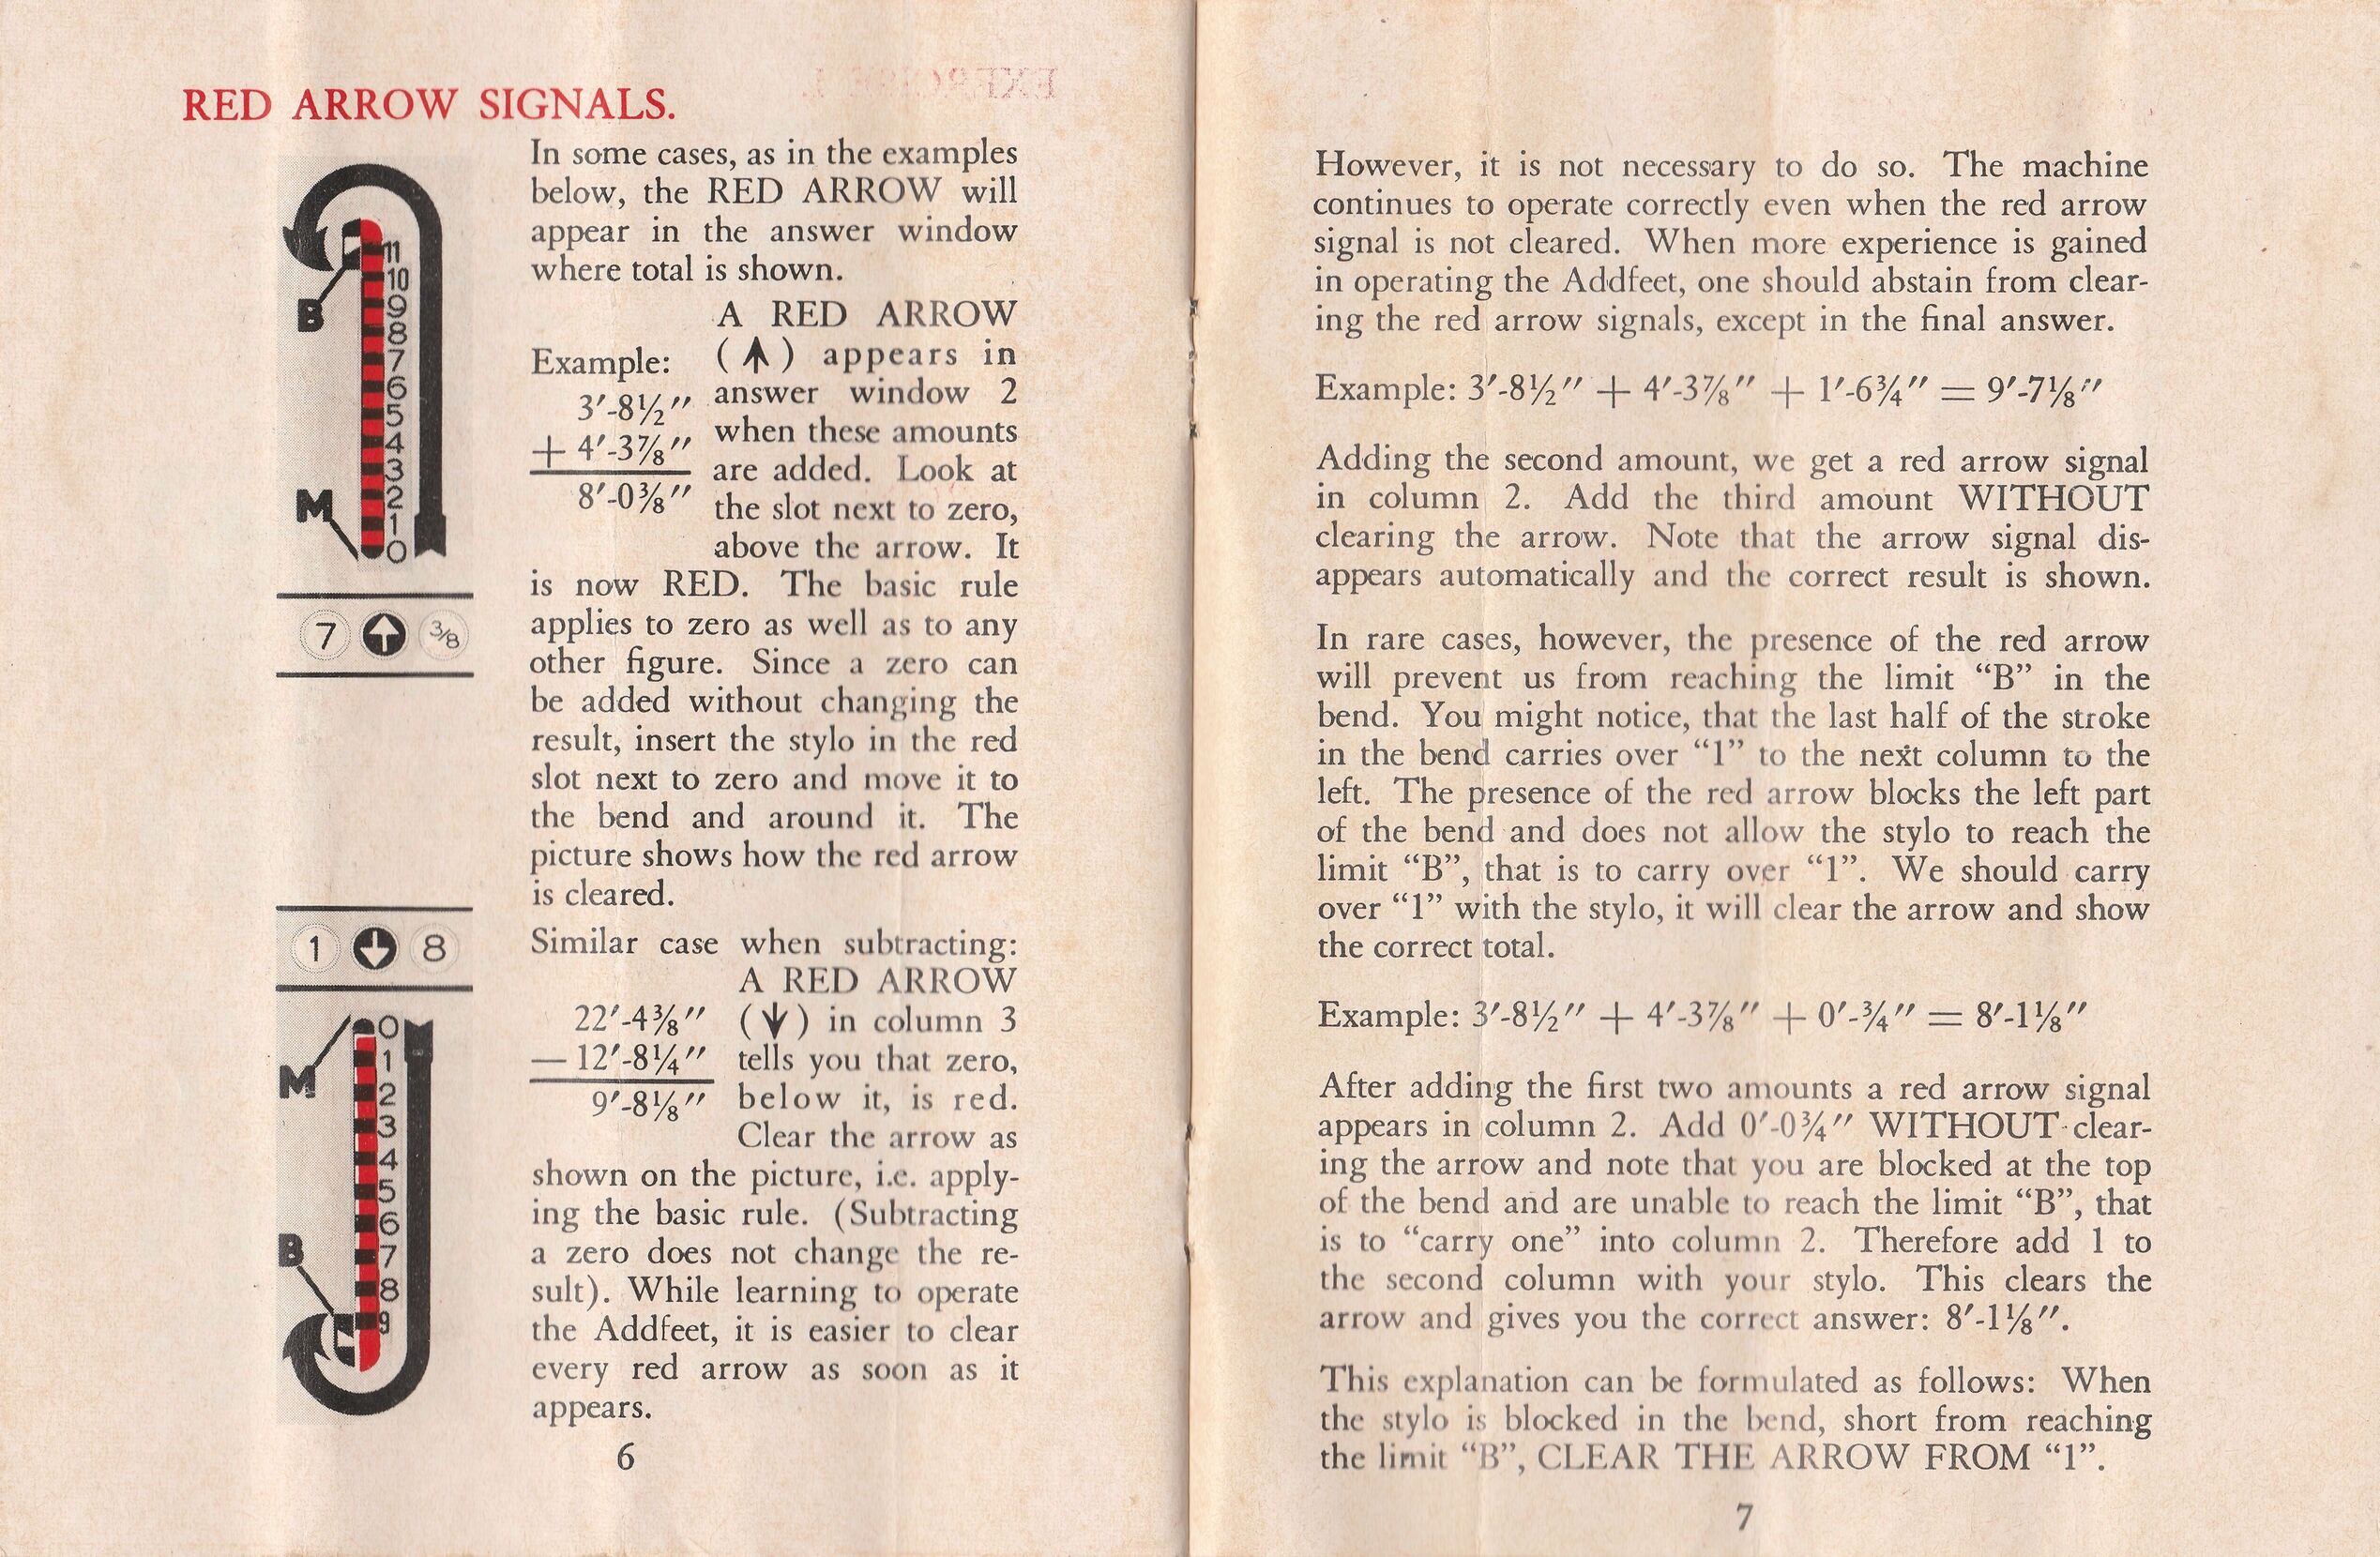 RED ARROW SIGNALS.
In some cases, as in the examples
below, the RED ARROW will
appear in the answer window
where total is shown.
Example:
3′-8½″
+ 4′-3⅞″
8′-0⅜″
A RED ARROW
(↑) appears in
answer window 2
when these amounts
are added. Look at
the slot next to zero,
above the arrow. It
is now RED. The basic rule
applies to zero as well as to any
other figure. Since a zero can
be added without changing the
result, insert the stylo in the red
slot next to zero and move it to
the bend and around it. The
picture shows how the red arrow
is cleared.
Similar case when subtracting:
22′-4⅜″
— 12′-8¼″
9′-8⅛″
A RED ARROW
(↓) in column 3
tells you that zero,
below it, is red.
Clear the arrow as
shown on the picture, i.e. apply-
ing the basic rule. (Subtracting
a zero does not change the re-
sult). While learning to operate
the Addfeet, it is easier to clear
every red arrow as soon as it
appears.
11
10
B 9
8
7
6
5
4
3
M 2
1
0
7 ↑ ⅜
1 ↓ 8
0
1
M 2
3
4
5
6
B 7
8
9
6
However, it is not necessary to do so. The machine
continues to operate correctly even when the red arrow
signal is not cleared. When more experience is gained
in operating the Addfeet, one should abstain from clear-
ing the red arrow signals, except in the final answer.
Example: 3′-8½″ + 4′-3⅞″ + 1′-6¾″ = 9′-7⅛″
Adding the second amount, we get a red arrow signal
in column 2. Add the third amount WITHOUT
clearing the arrow. Note that the arrow signal dis-
appears automatically and the correct result is shown.
In rare cases, however, the presence of the red arrow
will prevent us from reaching the limit “B” in the
bend. You might notice, that the last half of the stroke
in the bend carries over “1” to the next column to the
left. The presence of the red arrow blocks the left part
of the bend and does not allow the stylo to reach the
limit “B”, that is to carry over “1”. We should carry
over “1” with the stylo, it will clear the arrow and show
the correct total.
Example: 3′-8½″ + 4′-3⅞″ + 0′-¾″ = 8′-1⅛″
After adding the first two amounts a red arrow signal
appears in column 2. Add 0′-0¾″ WITHOUT clear-
ing the arrow and note that you are blocked at the top
of the bend and are unable to reach the limit “B”, that
is to “carry one” into column 2. Therefore add 1 to
the second column with your stylo. This clears the
arrow and gives you the correct answer: 8′-1⅛″.
This explanation can be formulated as follows: When
the stylo is blocked in the bend, short from reaching
the limit “B”, CLEAR THE ARROW FROM “1”.
7